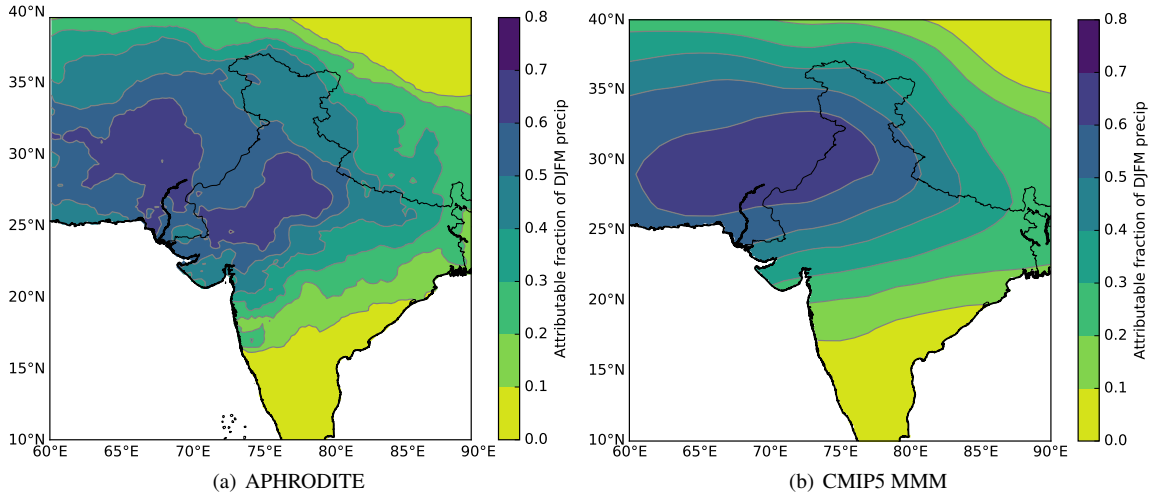 40°N
35°N
30°N
25°N
20°N
15°N
10°N
60°E
65°E
70°E
75°E
80°E
85°E
90°E
0.8
0.7
0.6
0.5
0.4
0.3
0.2
0.1
0.0
Attributable fraction of DJFM precip
(a) APHRODITE
40°N
35°N
30°N
25°N
20°N
15°N
10°N
60°E
65°E
70°E
75°E
80°E
85°E
90°E
0.8
0.7
0.6
0.5
0.4
0.3
0.2
0.1
0.0
Attributable fraction of DJFM precip
(b) CMIP5 MMM